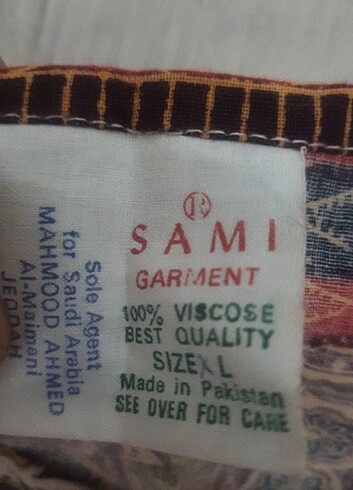 R
SAMI
GARMENT
100% VISCOSE
BEST QUALITY
SIZE XL
Made in Pakistan
SEE OVER FOR CARE
Sole Agent
for Saudi Arabia
MAHMOOD AHMED
Al-Maimani
JEDDAH